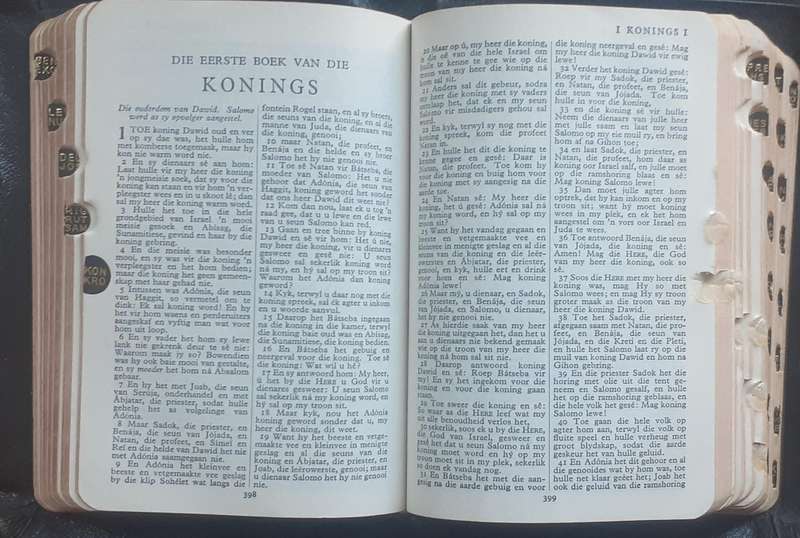 DIE EERSTE BOEK VAN DIE
KONINGS
Die ouderdom van Dawid. Salomo
word as sy opvolger aangestel.
1 TOE koning Dawid oud en ver
op sy dae was, het hulle hom
met komberse toegemaak, maar hy
kon nie warm word nie.
2 En sy dienaars sê aan hom:
Laat hulle vir my heer die koning
'n jongmeisie soek, dat sy voor die
koning kan staan en vir hom 'n ver-
pleegster wees en in u skoot lê; dan
sal my heer die koning warm word.
3 Hulle het toe in die hele
grondgebied van Israel 'n mooi
meisie gesoek en Abísag, die
Sunamitiese, gevind en haar by die
koning gebring.
4 En die meisie was besonder
mooi, en sy was vir die koning 'n
verpleegster en het hom bedien;
maar die koning het geen gemeen-
skap met haar gehad nie.
5 Intussen was Adónia, die seun
van Haggit, so vermetel om te
dink: Ek sal koning word! En hy
het vir hom waens en perderuiters
aangeskaf en vyftig man wat voor
hom uit loop.
6 En sy vader het hom sy lewe
lank nie gekrenk deur te sê nie:
Waarom maak jy so? Bowendien
was hy ook baie mooi van gestalte,
en sy moeder het hom ná Absalom
gebaar.
7 En hy het met Joab, die seun
van Serúja, onderhandel en met
Abjatar, die priester, sodat hulle
gehelp het as volgelinge van
Adónia.
8 Maar Sadok, die priester, en
Benája, die seun van Jójada, en
Natan, die profeet, en Símeï en
Reï en die helde van Dawid het nie
met Adónia saamgegaan nie.
9 En Adónia het kleinvee en
beeste en vetgemaakte vee geslag
by die klip Sohélet wat langs die
fontein Rogel staan, en al sy broers,
die seuns van die koning, en al die
manne van Juda, die dienaars van
die koning, genooi;
10 maar Natan, die profeet, en
Benája en die helde en sy broer
Salomo het hy nie genooi nie.
11 Toe sê Natan vir Bátseba, die
moeder van Salomo: Het u nie
gehoor dat Adónia, die seun van
Haggit, koning geword het sonder
dat ons heer Dawid dit weet nie?
12 Kom dan nou, laat ek u tog 'n
raad gee, dat u u lewe en die lewe
van u seun Salomo kan red.
13 Gaan en tree binne by koning
Dawid en sê vir hom: Het ú nie,
my heer die koning, vir u dienares
gesweer en gesê nie: U seun
Salomo sal sekerlik koning word
ná my, en hý sal op my troon sit?
Waarom het Adónia dan koning
geword?
14 Kyk, terwyl u daar nog met die
koning spreek, sal ek agter u inkom
en u woorde aanvul.
15 Daarop het Bátseba ingegaan
na die koning in die kamer, terwyl
die koning baie oud was en Abísag,
die Sunamitiese, die koning bedien.
16 En Bátseba het gebuig en
neergeval voor die koning. Toe sê
die koning: Wat wil u hê?
17 En sy antwoord hom: My heer,
ú het by die HERE u God vir u
dienares gesweer: U seun Salomo
sal sekerlik ná my koning word, en
hý sal op my troon sit.
18 Maar kyk, nou het Adónia
koning geword sonder dat u, my
heer die koning, dit weet.
19 Want hy het beeste en vetge-
maakte vee en kleinvee in menigte
geslag en al die seuns van die
koning en Abjatar, die priester, en
Joab, die leërowerste, genooi; maar
u dienaar Salomo het hy nie genooi
nie.
398
I KONINGS I
20 Maar op ú, my heer die koning,
is die oë van die hele Israel om
hulle te kenne te gee wie op die
troon van my heer die koning ná
hom sal sit.
21 Anders sal dit gebeur, sodra
my heer die koning met sy vaders
ontslaap het, dat ek en my seun
Salomo vir misdadigers gehou sal
word.
22 En kyk, terwyl sy nog met die
koning spreek, kom die profeet
Natan in.
23 En hulle het dit die koning te
kenne gegee en gesê: Daar is
Natan, die profeet. Toe kom hy
voor die koning en buig hom voor
die koning met sy aangesig na die
aarde toe.
24 En Natan sê: My heer die
koning, het ú gesê: Adónia sal ná
my koning word, en hý sal op my
troon sit?
25 Want hy het vandag gegaan en
beeste en vetgemaakte vee en
kleinvee in menigte geslag en al die
seuns van die koning en die leër-
owerstes en Abjatar, die priester,
genooi, en kyk, hulle eet en drink
voor hom en sê: Mag koning
Adónia lewe!
26 Maar mý, u dienaar, en Sadok,
die priester, en Benája, die seun
van Jójada, en Salomo, u dienaar,
het hy nie genooi nie.
27 As hierdie saak van my heer
die koning uitgegaan het, dan het u
aan u dienaar nie bekend gemaak
wie op die troon van my heer die
koning ná hom sal sit nie.
28 Daarop antwoord koning
Dawid en sê: Roep Bátseba vir
my! En sy het ingekom voor die
koning en voor die koning gaan
staan.
29 Toe sweer die koning en sê:
So waar as die HERE leef wat my
uit alle benoudheid verlos het,
30 sekerlik, soos ek u by die HERE,
die God van Israel, gesweer en
gesê het dat u seun Salomo ná my
koning moet word en hý op my
troon moet sit in my plek, sekerlik
so doen ek vandag nog.
31 En Bátseba het met die aan-
gesig na die aarde gebuig en voor
die koning neergeval en gesê: Mag
my heer die koning Dawid vir ewig
lewe!
32 Verder het koning Dawid gesê:
Roep vir my Sadok, die priester,
en Natan, die profeet, en Benája,
die seun van Jójada. Toe kom
hulle in voor die koning,
33 en die koning sê vir hulle:
Neem die dienaars van julle heer
met julle saam en laat my seun
Salomo op my eie muil ry, en bring
hom af na Gihon toe;
34 en laat Sadok, die priester, en
Natan, die profeet, hom daar as
koning oor Israel salf, en julle moet
op die ramshoring blaas en sê:
Mag koning Salomo lewe!
35 Dan moet julle agter hom
optrek, dat hy kan inkom en op my
troon sit; want hý moet koning
wees in my plek, en ek het hom
aangestel om 'n vors oor Israel en
Juda te wees.
36 Toe antwoord Benája, die seun
van Jójada, die koning en sê:
Amen! Mag die HERE, die God
van my heer die koning, ook so
sê.
37 Soos die HERE met my heer die
koning was, mag Hy so met
Salomo wees; en mag Hy sy troon
groter maak as die troon van my
heer die koning Dawid.
38 Toe het Sadok, die priester,
afgegaan saam met Natan, die pro-
feet, en Benája, die seun van
Jójada, en die Kreti en die Pleti,
en hulle het Salomo laat ry op die
muil van koning Dawid en hom na
Gihon gebring.
39 En die priester Sadok het die
horing met olie uit die tent ge-
neem en Salomo gesalf, en hulle
het op die ramshoring geblaas, en
die hele volk het gesê: Mag koning
Salomo lewe!
40 Toe gaan die hele volk op
agter hom aan, terwyl die volk op
fluite speel en hulle verheug met
groot blydskap, sodat die aarde
geskeur het van hulle geluid.
41 En Adónia het dit gehoor en al
die genooides wat by hom was, toe
hulle net klaar geëet het; Joab het
ook die geluid van die ramshoring
399
KON
KRO